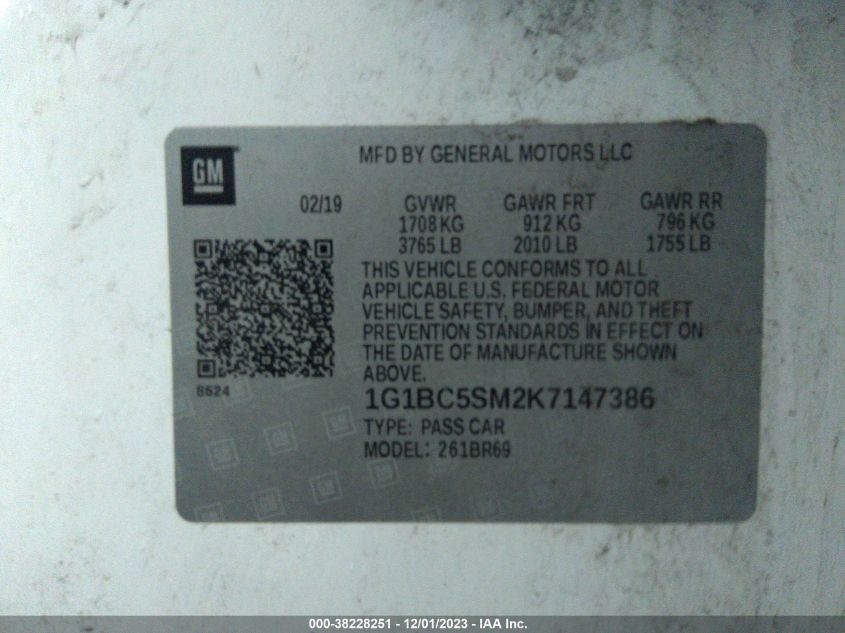 GM
MFD BY GENERAL MOTORS LLC
02/19
GVWR GAWR FRT GAWR RR
1708 KG 912 KG 796 KG
3765 LB 2010 LB 1755 LB
THIS VEHICLE CONFORMS TO ALL
APPLICABLE U.S. FEDERAL MOTOR
VEHICLE SAFETY, BUMPER, AND THEFT
PREVENTION STANDARDS IN EFFECT ON
THE DATE OF MANUFACTURE SHOWN
ABOVE.
6524
1G1BC5SM2K7147386
TYPE: PASS CAR
MODEL: 261BR69
000-38228251 - 12/01/2023 - IAA Inc.